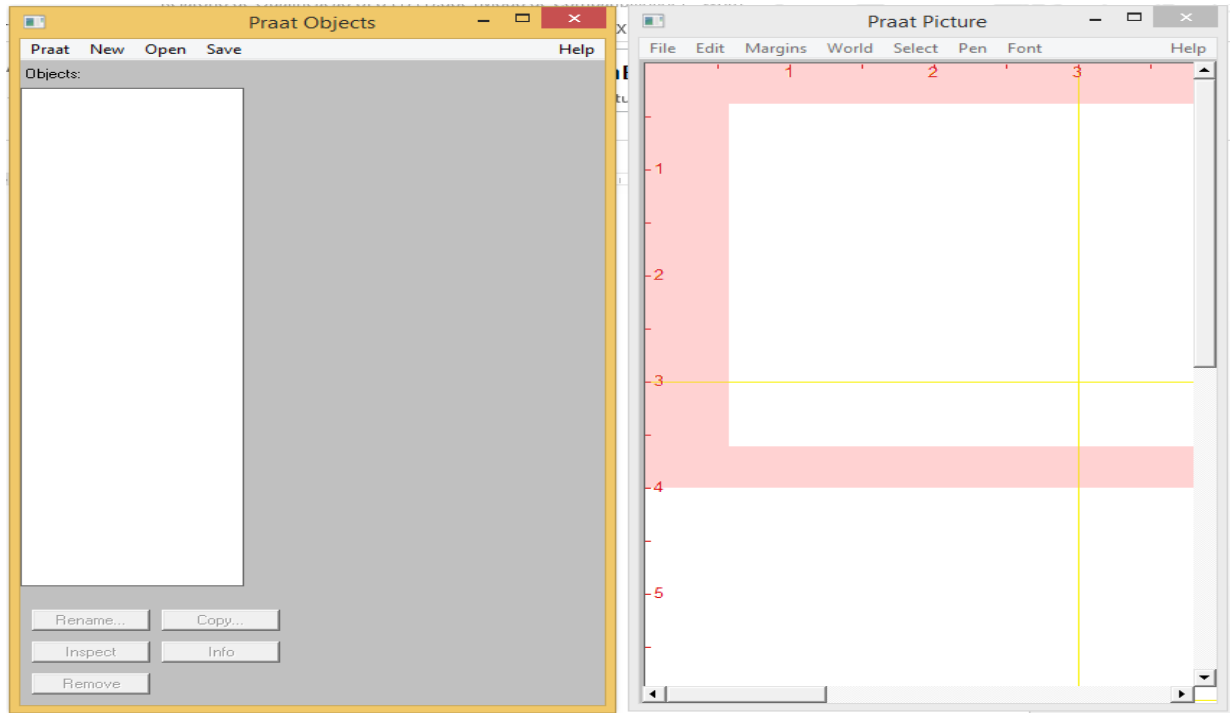 Praat Objects
Praat New Open Save Help
Objects:
Rename... Copy...
Inspect Info
Remove
Praat Picture
File Edit Margins World Select Pen Font Help
1 2 3
1
2
3
4
5